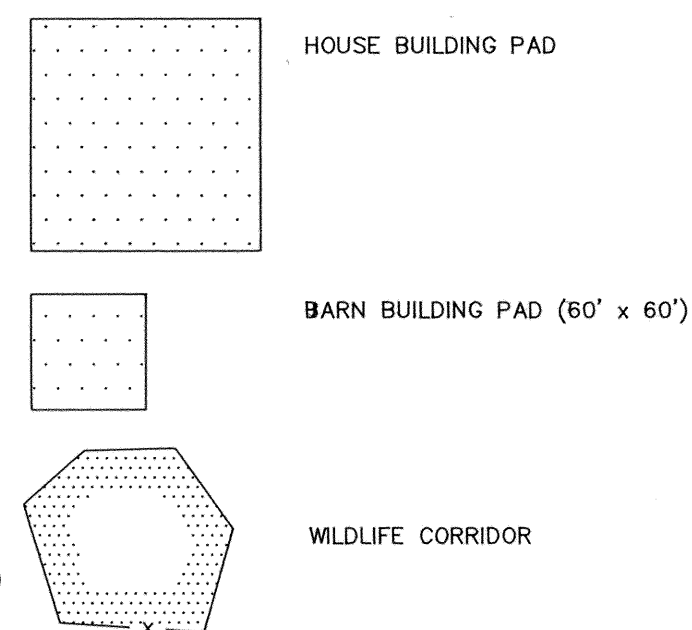 HOUSE BUILDING PAD
BARN BUILDING PAD (60' x 60')
WILDLIFE CORRIDOR
x